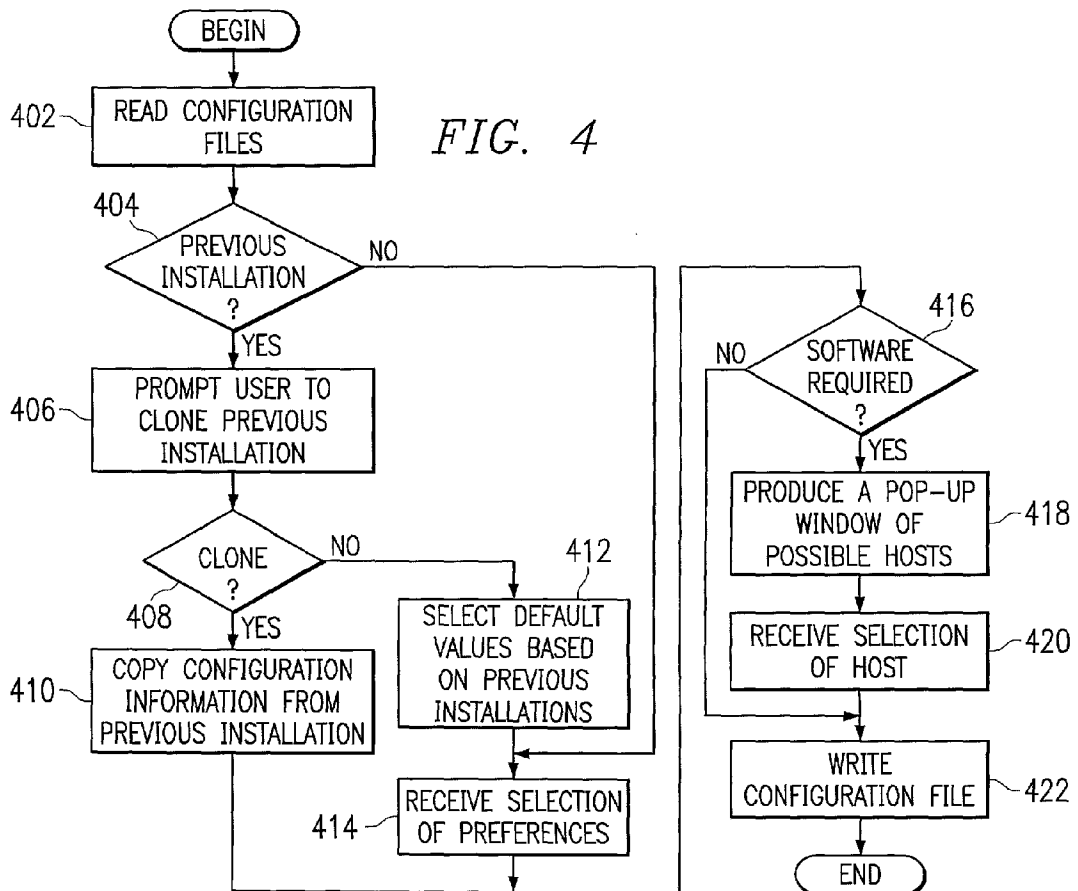 BEGIN
402
READ CONFIGURATION
FILES
FIG. 4
404
PREVIOUS
INSTALLATION
?
NO
YES
406
PROMPT USER TO
CLONE PREVIOUS
INSTALLATION
CLONE
?
NO
408
YES
410
COPY CONFIGURATION
INFORMATION FROM
PREVIOUS INSTALLATION
412
SELECT DEFAULT
VALUES BASED
ON PREVIOUS
INSTALLATIONS
414
RECEIVE SELECTION
OF PREFERENCES
416
NO
SOFTWARE
REQUIRED
?
YES
PRODUCE A POP-UP
WINDOW OF
POSSIBLE HOSTS
418
RECEIVE SELECTION
OF HOST
420
WRITE
CONFIGURATION FILE
422
END